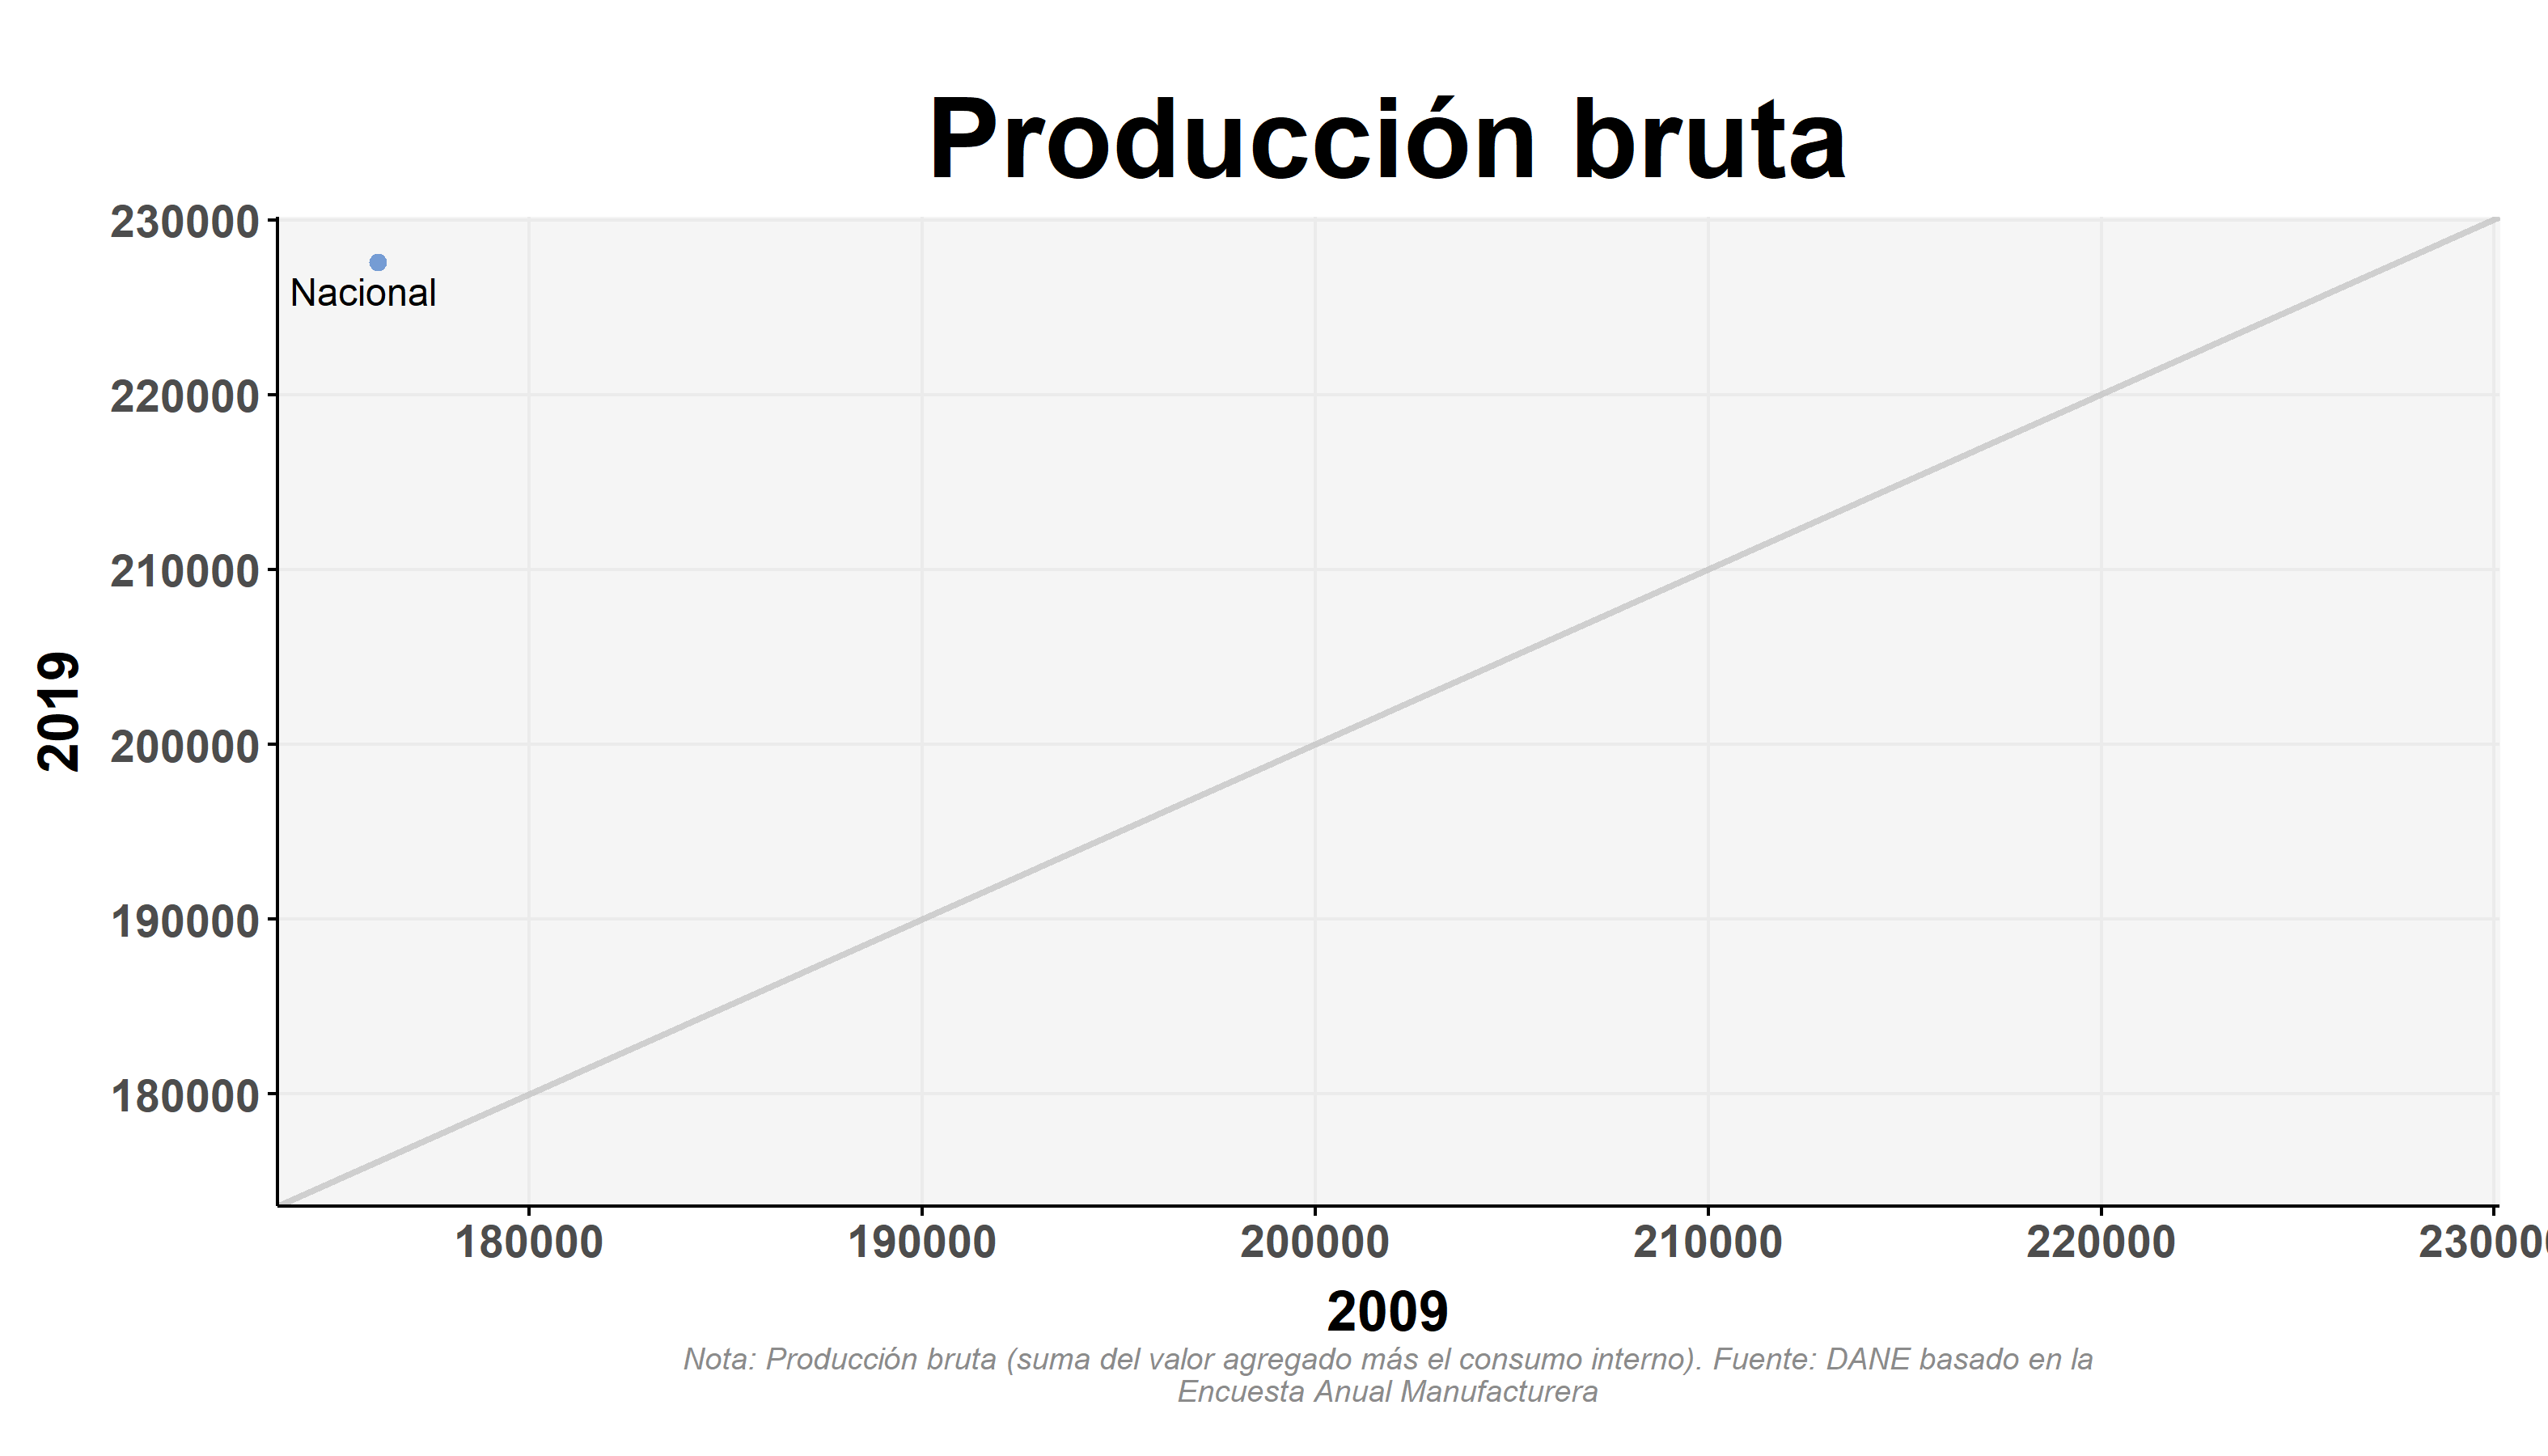 Producción bruta
230000
Nacional
220000
210000
2019
200000
190000
180000
180000 190000 200000 210000 220000 23000
2009
Nota: Producción bruta (suma del valor agregado más el consumo interno). Fuente: DANE basado en la
Encuesta Anual Manufacturera